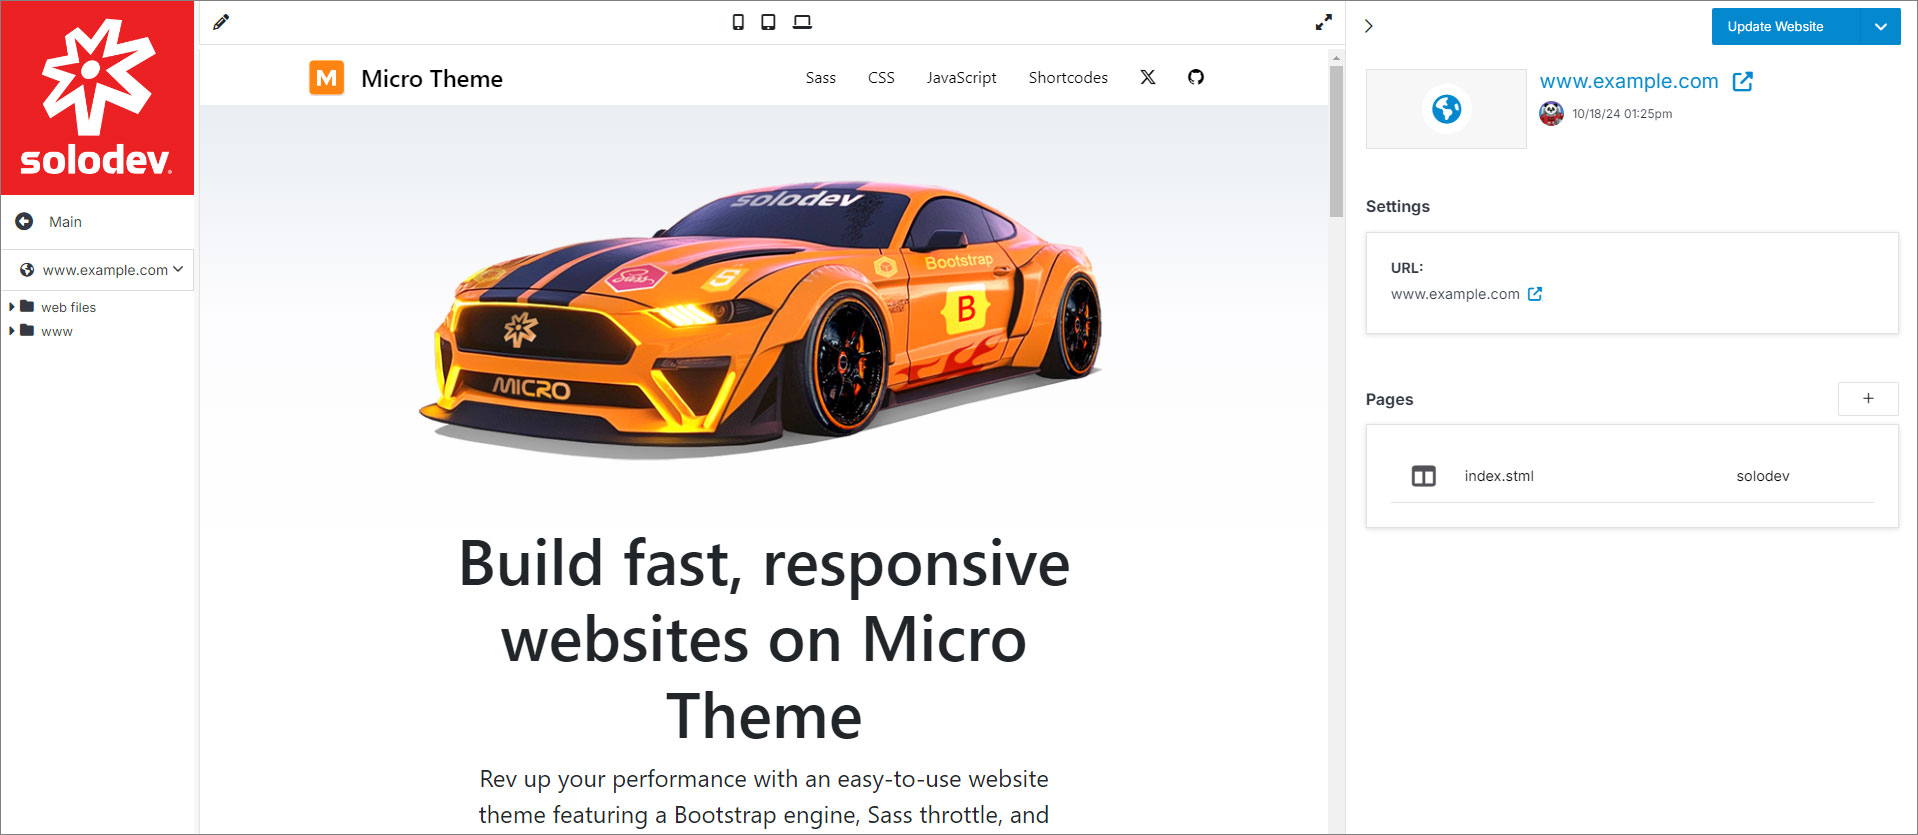 solodev
Main
www.example.com
web files
www
Micro Theme
Sass
CSS
JavaScript
Shortcodes
solodev
Bootstrap
Sass
5
B
MICRO
Build fast, responsive
websites on Micro
Theme
Rev up your performance with an easy-to-use website
theme featuring a Bootstrap engine, Sass throttle, and
Update Website
www.example.com
10/18/24 01:25pm
Settings
URL:
www.example.com
Pages
+
index.stml
solodev